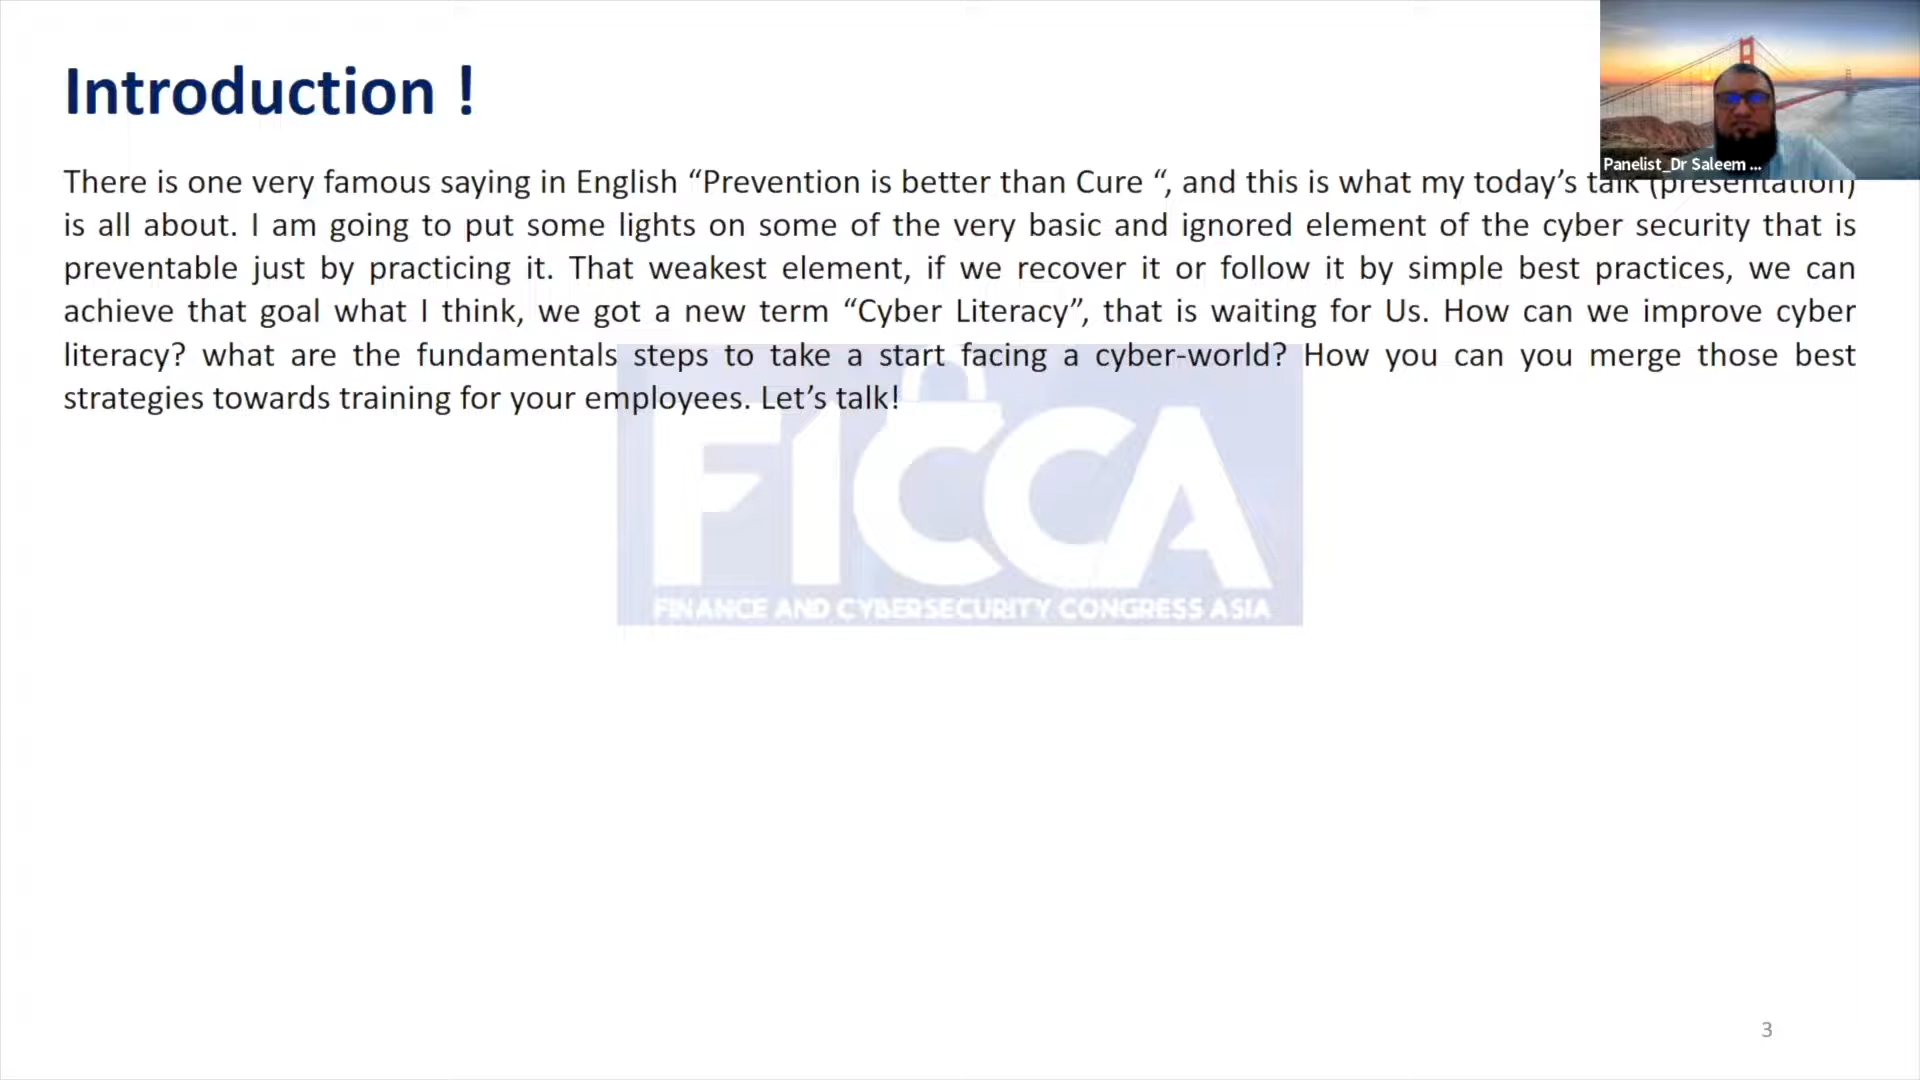 Introduction !
Panelist_Dr Saleem ...
There is one very famous saying in English “Prevention is better than Cure “, and this is what my today’s talk (presentation)
is all about. I am going to put some lights on some of the very basic and ignored element of the cyber security that is
preventable just by practicing it. That weakest element, if we recover it or follow it by simple best practices, we can
achieve that goal what I think, we got a new term “Cyber Literacy”, that is waiting for Us. How can we improve cyber
literacy? what are the fundamentals steps to take a start facing a cyber-world? How you can you merge those best
strategies towards training for your employees. Let’s talk!
FICCA
FINANCE AND CYBERSECURITY CONGRESS ASIA
3